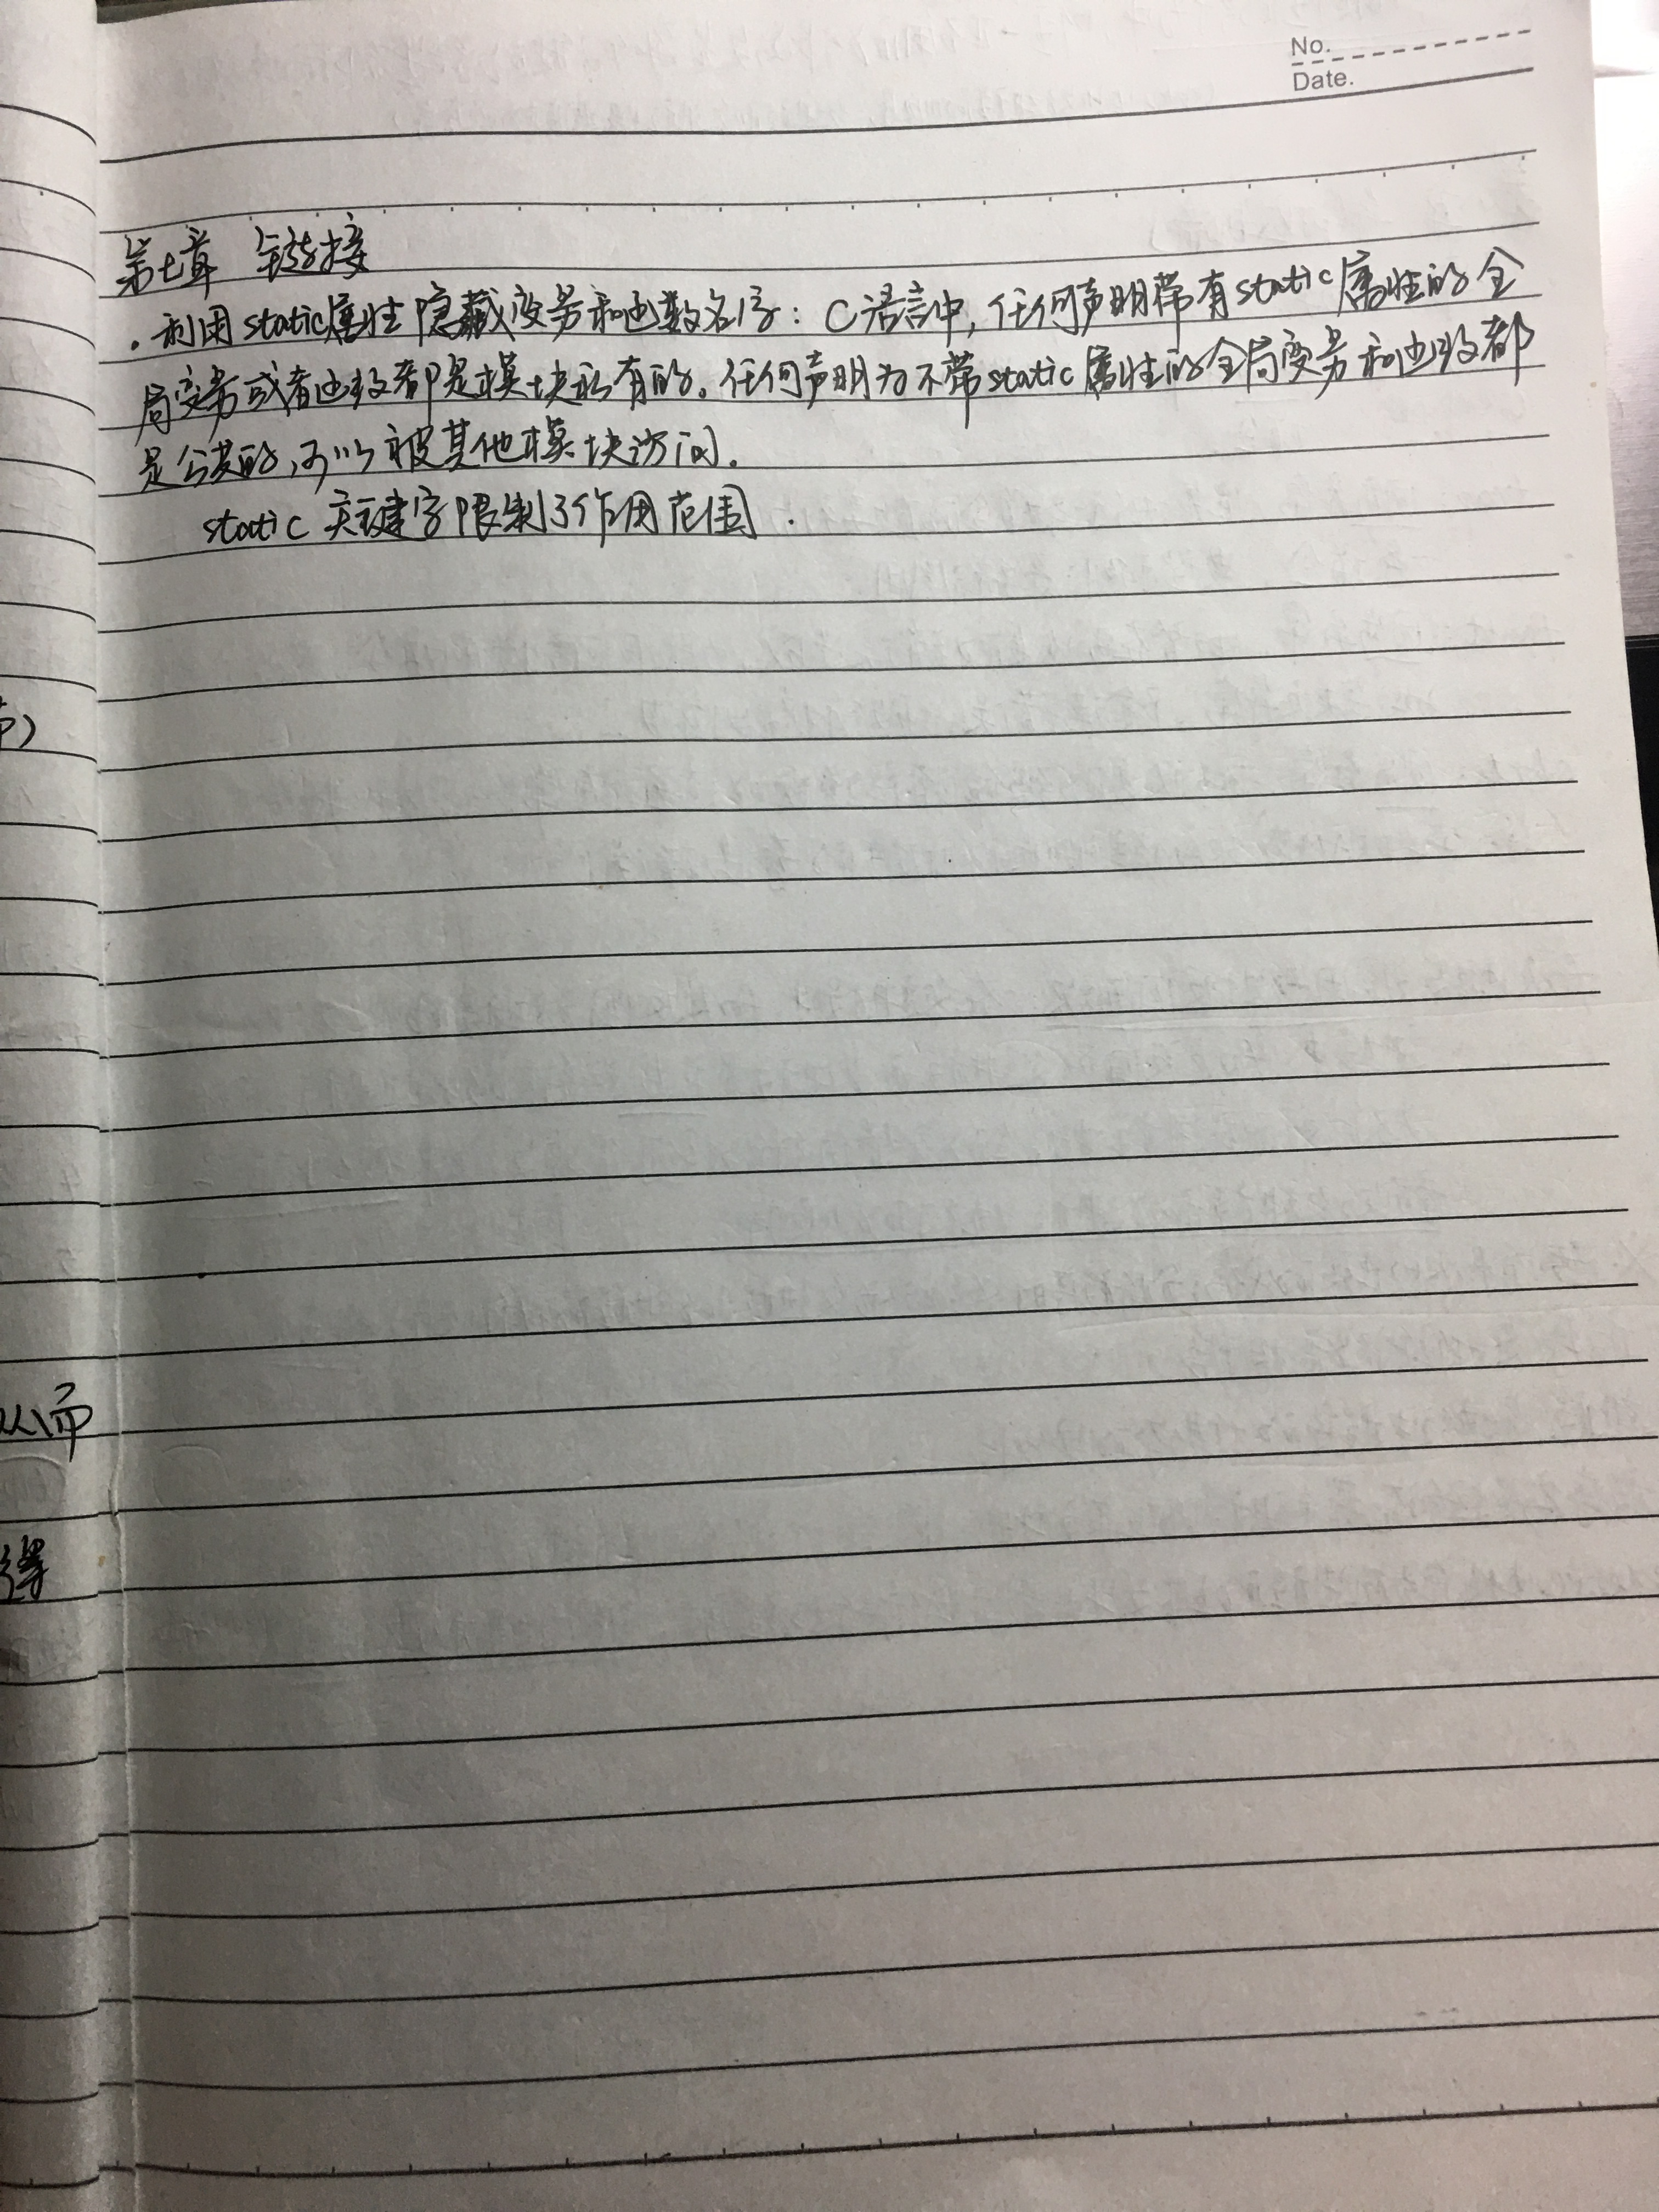 No.
Date.
第七章 链接
. 利用static属性隐藏变量和函数名字：C语言中，任何声明带有static属性的全
局变量或者函数都是模块私有的。任何声明为不带static属性的全局变量和函数都
是公共的，可以被其他模块访问.
static 关键字限制了作用范围.
从而
得